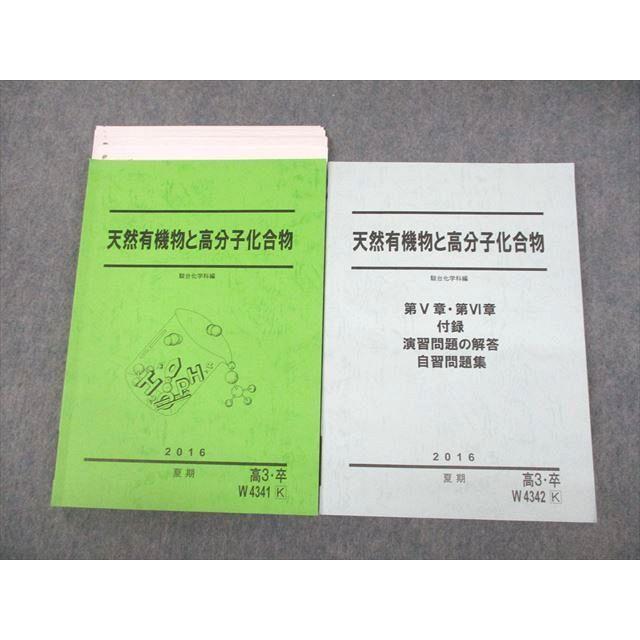 天然有機物と高分子化合物
駿台化学科編
2016
夏期
高3・卒
W4341 K
天然有機物と高分子化合物
駿台化学科編
第Ⅴ章・第Ⅵ章
付録
演習問題の解答
自習問題集
2016
夏期
高3・卒
W4342 K